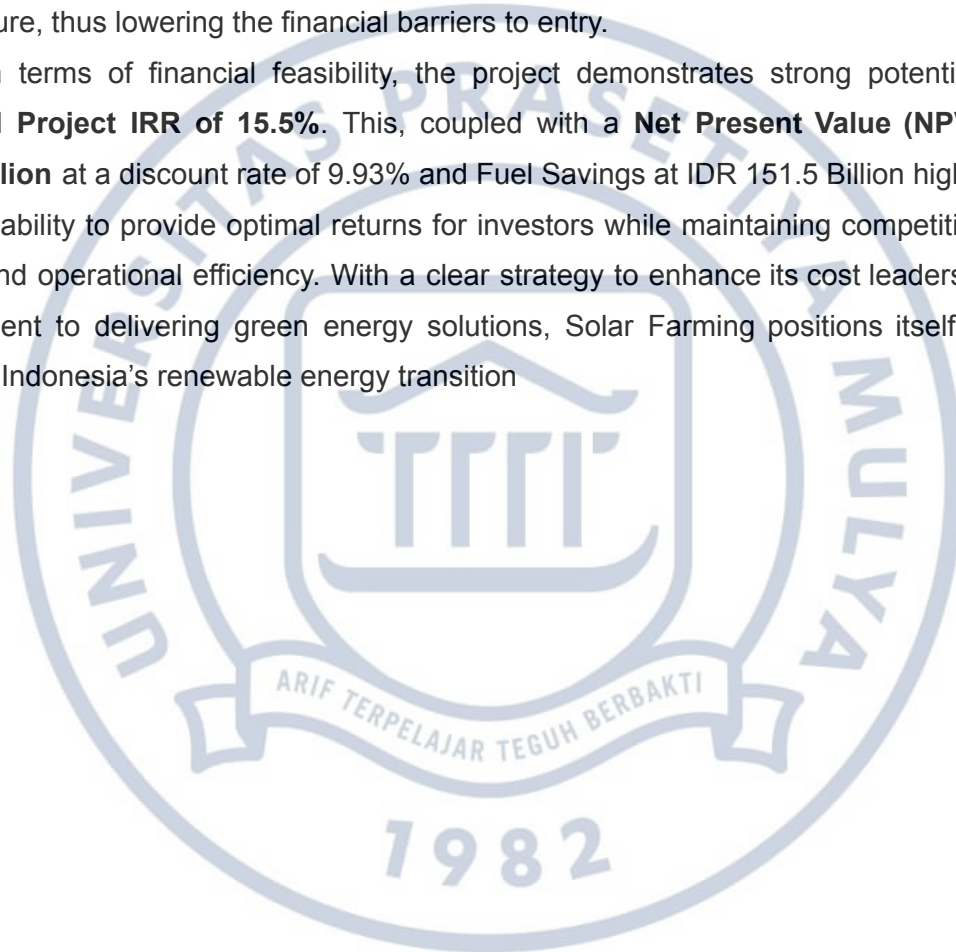 ure, thus lowering the financial barriers to entry.
terms of financial feasibility, the project demonstrates strong potenti
Project IRR of 15.5%. This, coupled with a Net Present Value (NPV
lion at a discount rate of 9.93% and Fuel Savings at IDR 151.5 Billion high
ability to provide optimal returns for investors while maintaining competiti
nd operational efficiency. With a clear strategy to enhance its cost leaders
ent to delivering green energy solutions, Solar Farming positions itself
Indonesia's renewable energy transition
UNIVERSITAS PRASETIYA MULYA
ARIF TERPELAJAR TEGUH BERBAKTI
1982